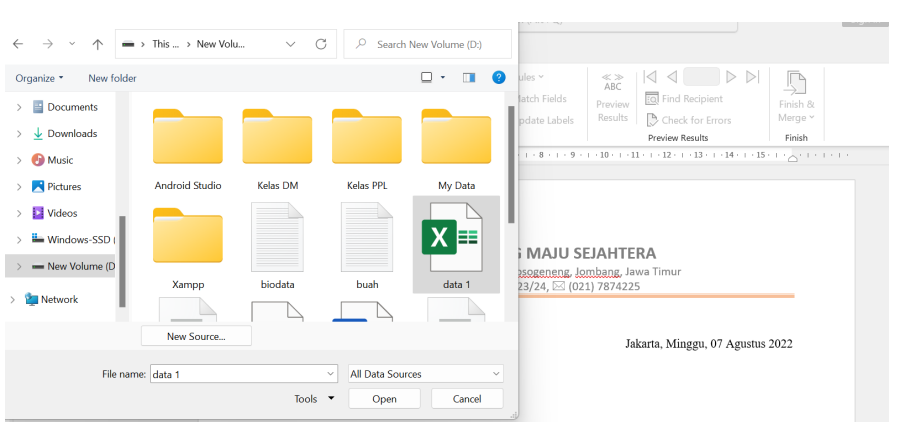 This ... › New Volu...
Search New Volume (D:)
Organize
New folder
Documents
Downloads
Music
Pictures
Videos
Windows-SSD (
New Volume (D
Network
Android Studio
Kelas DM
Kelas PPL
My Data
Xampp
biodata
buah
data 1
New Source...
File name: data 1
All Data Sources
Tools
Open
Cancel
ules
atch Fields
pdate Labels
ABC
Preview
Results
Find Recipient
Check for Errors
Preview Results
Finish &
Merge
Finish
8 9 10 11 12 13 14 15
G MAJU SEJAHTERA
osogeneng, Jombang, Jawa Timur
23/24, (021) 7874225
Jakarta, Minggu, 07 Agustus 2022